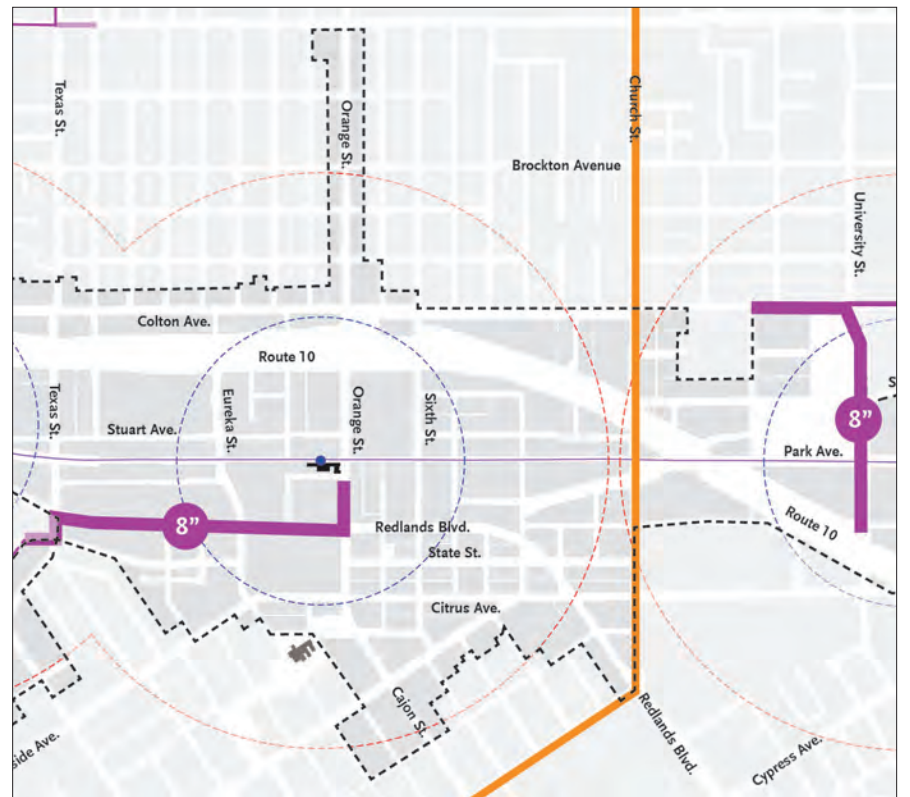 Texas St.
Orange St.
Church St.
Brockton Avenue
University St.
Colton Ave.
Route 10
Texas St.
Eureka St.
Orange St.
Sixth St.
Stuart Ave.
Park Ave.
8"
8"
Redlands Blvd.
Route 10
State St.
Citrus Ave.
Cajon St.
Redlands Blvd.
side Ave.
Cypress Ave.
S